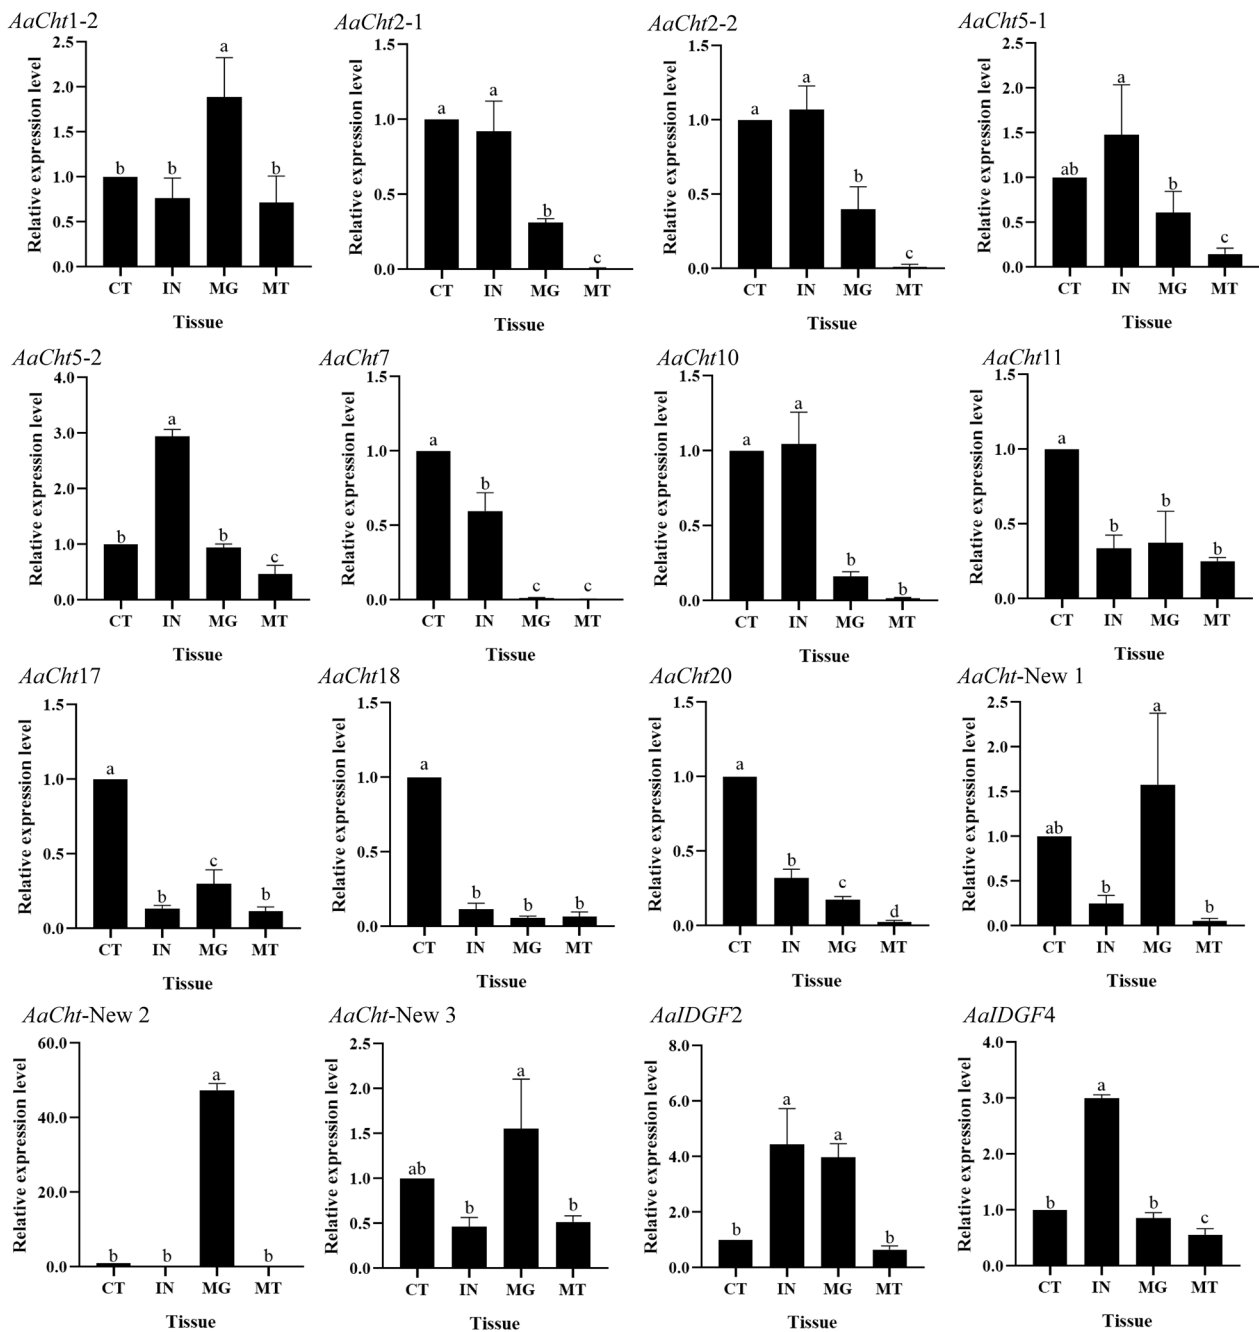 AaCht1-2
Relative expression level
2.5
2.0
1.5
1.0
0.5
0.0
b
b
a
b
CT IN MG MT
Tissue
AaCht2-1
Relative expression level
1.5
1.0
0.5
0.0
a
a
b
c
CT IN MG MT
Tissue
AaCht2-2
Relative expression level
1.5
1.0
0.5
0.0
a
a
b
c
CT IN MG MT
Tissue
AaCht5-1
Relative expression level
2.5
2.0
1.5
1.0
0.5
0.0
ab
a
b
c
CT IN MG MT
Tissue
AaCht5-2
Relative expression level
4.0
3.0
2.0
1.0
0.0
b
a
b
c
CT IN MG MT
Tissue
AaCht7
Relative expression level
1.5
1.0
0.5
0.0
a
b
c
c
CT IN MG MT
Tissue
AaCht10
Relative expression level
1.5
1.0
0.5
0.0
a
a
b
b
CT IN MG MT
Tissue
AaCht11
Relative expression level
1.5
1.0
0.5
0.0
a
b
b
b
CT IN MG MT
Tissue
AaCht17
Relative expression level
1.5
1.0
0.5
0.0
a
b
c
b
CT IN MG MT
Tissue
AaCht18
Relative expression level
1.5
1.0
0.5
0.0
a
b
b
b
CT IN MG MT
Tissue
AaCht20
Relative expression level
1.5
1.0
0.5
0.0
a
b
c
d
CT IN MG MT
Tissue
AaCht-New 1
Relative expression level
2.5
2.0
1.5
1.0
0.5
0.0
ab
b
a
b
CT IN MG MT
Tissue
AaCht-New 2
Relative expression level
60.0
40.0
20.0
0.0
b
b
a
b
CT IN MG MT
Tissue
AaCht-New 3
Relative expression level
2.5
2.0
1.5
1.0
0.5
0.0
ab
b
a
b
CT IN MG MT
Tissue
AaIDGF2
Relative expression level
8.0
6.0
4.0
2.0
0.0
b
a
a
b
CT IN MG MT
Tissue
AaIDGF4
Relative expression level
4.0
3.0
2.0
1.0
0.0
b
a
b
c
CT IN MG MT
Tissue